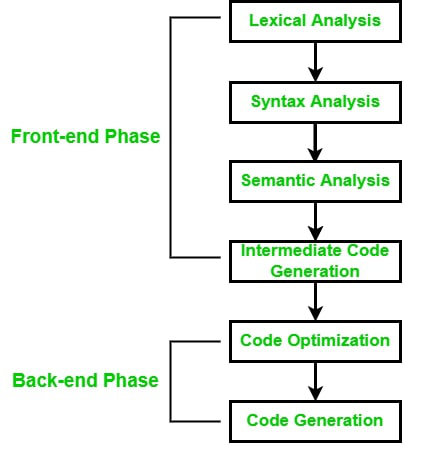 Lexical Analysis
Syntax Analysis
Front-end Phase
Semantic Analysis
Intermediate Code
Generation
Code Optimization
Back-end Phase
Code Generation